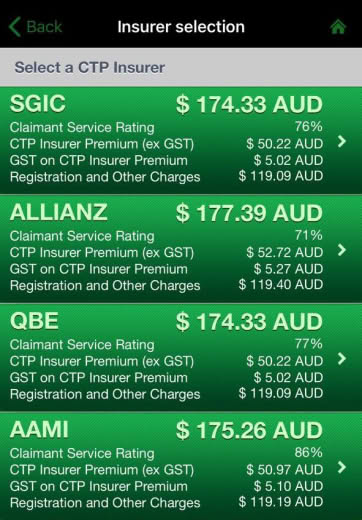 Back Insurer selection
Select a CTP Insurer
SGIC $ 174.33 AUD
Claimant Service Rating 76%
CTP Insurer Premium (ex GST) $ 50.22 AUD
GST on CTP Insurer Premium $ 5.02 AUD
Registration and Other Charges $ 119.09 AUD
ALLIANZ $ 177.39 AUD
Claimant Service Rating 71%
CTP Insurer Premium (ex GST) $ 52.72 AUD
GST on CTP Insurer Premium $ 5.27 AUD
Registration and Other Charges $ 119.40 AUD
QBE $ 174.33 AUD
Claimant Service Rating 77%
CTP Insurer Premium (ex GST) $ 50.22 AUD
GST on CTP Insurer Premium $ 5.02 AUD
Registration and Other Charges $ 119.09 AUD
AAMI $ 175.26 AUD
Claimant Service Rating 86%
CTP Insurer Premium (ex GST) $ 50.97 AUD
GST on CTP Insurer Premium $ 5.10 AUD
Registration and Other Charges $ 119.19 AUD